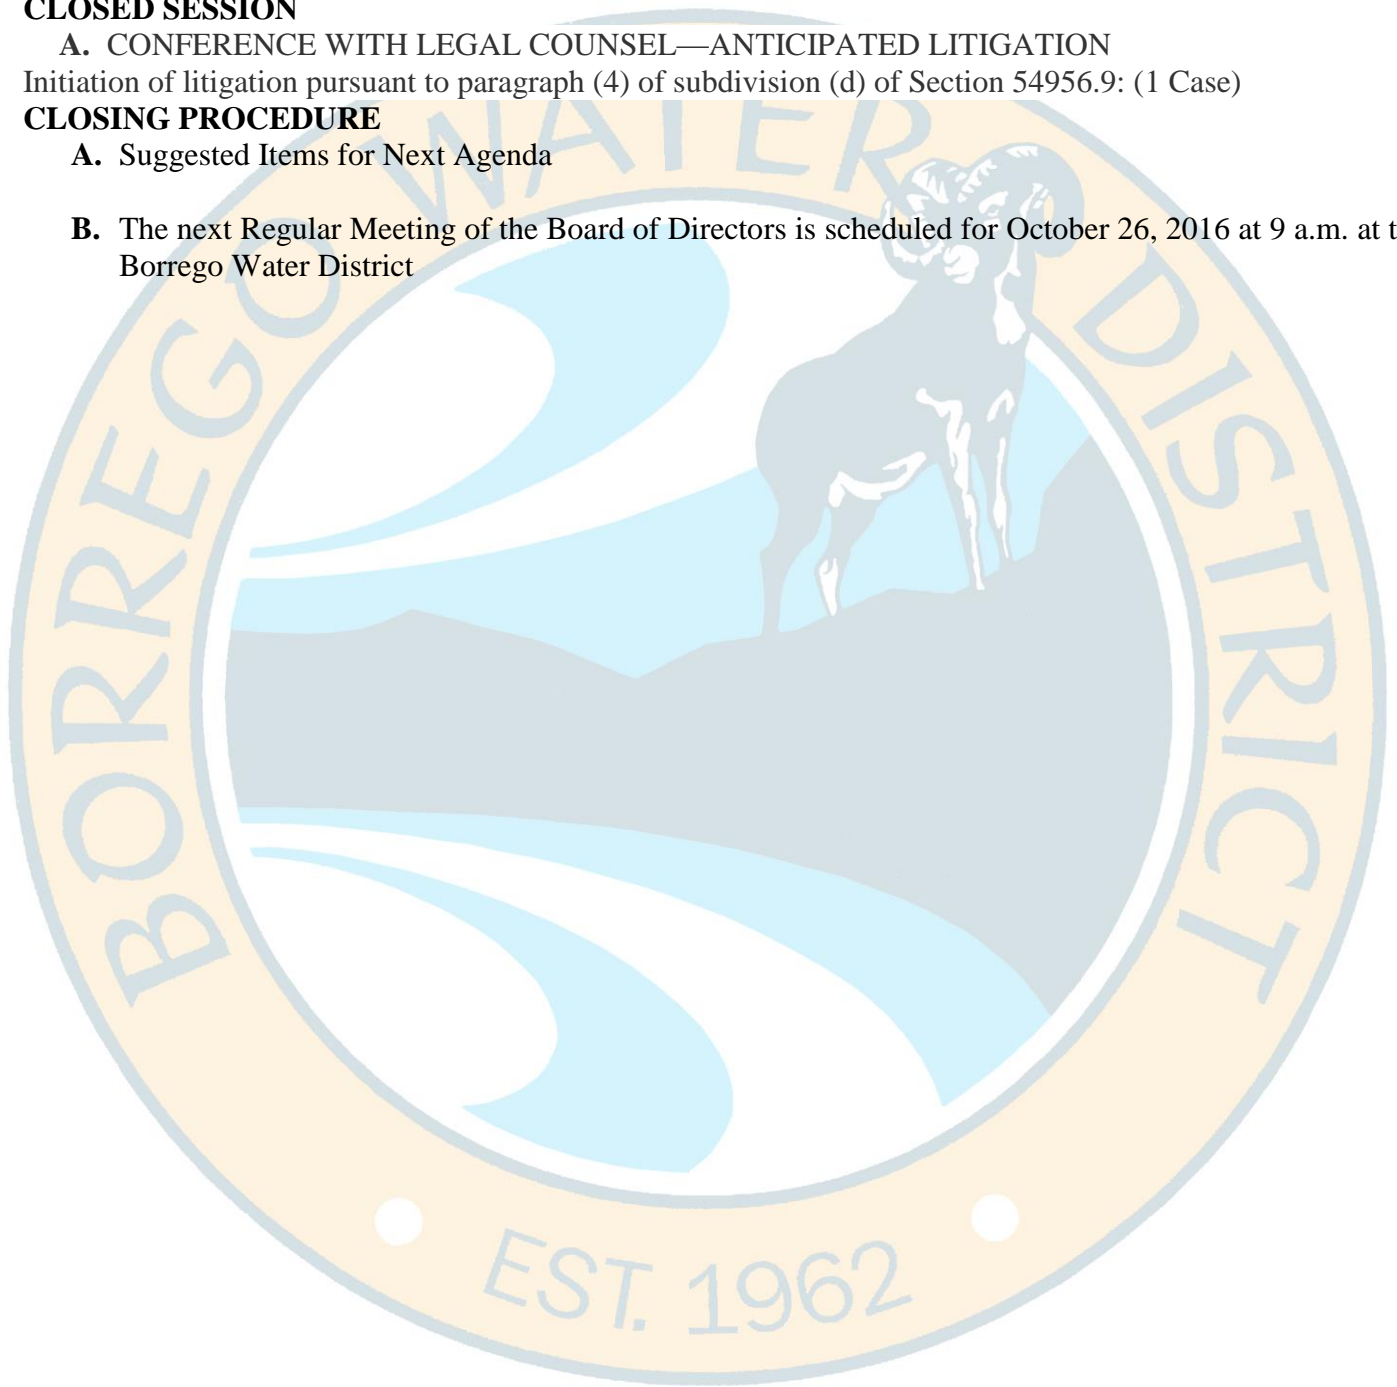 CLOSED SESSION
A. CONFERENCE WITH LEGAL COUNSEL—ANTICIPATED LITIGATION
Initiation of litigation pursuant to paragraph (4) of subdivision (d) of Section 54956.9: (1 Case)
CLOSING PROCEDURE
A. Suggested Items for Next Agenda
B. The next Regular Meeting of the Board of Directors is scheduled for October 26, 2016 at 9 a.m. at t
Borrego Water District
BORREGO WATER DISTRICT
EST. 1962